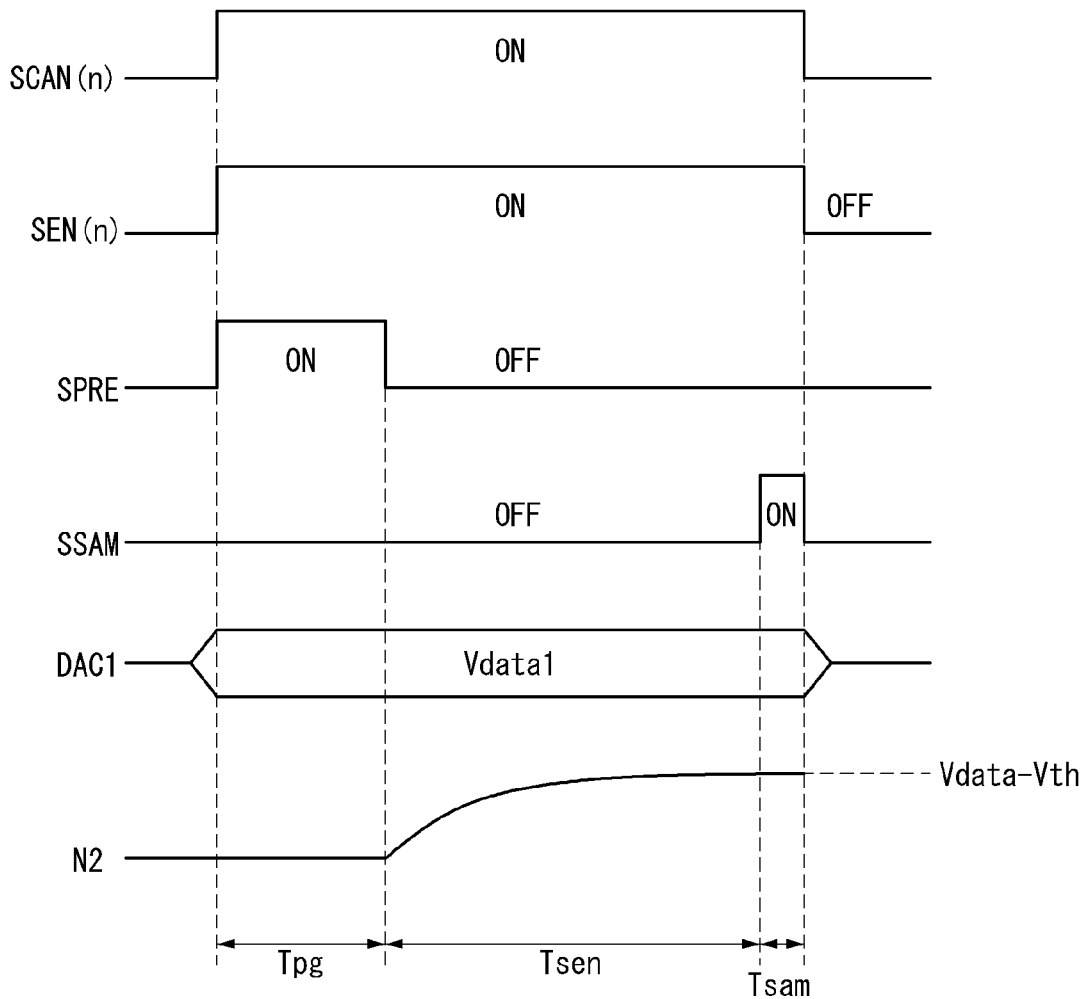 ON
SCAN(n)
ON
OFF
SEN(n)
ON
OFF
SPRE
OFF
ON
SSAM
DAC1
Vdata1
Vdata-Vth
N2
Tpg
Tsen
Tsam